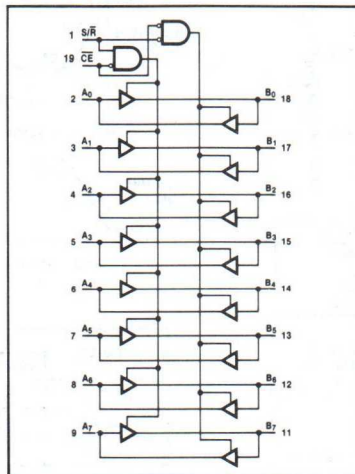 1 S/R̅
19 C̅E̅
2 A0 B0 18
3 A1 B1 17
4 A2 B2 16
5 A3 B3 15
6 A4 B4 14
7 A5 B5 13
8 A6 B6 12
9 A7 B7 11